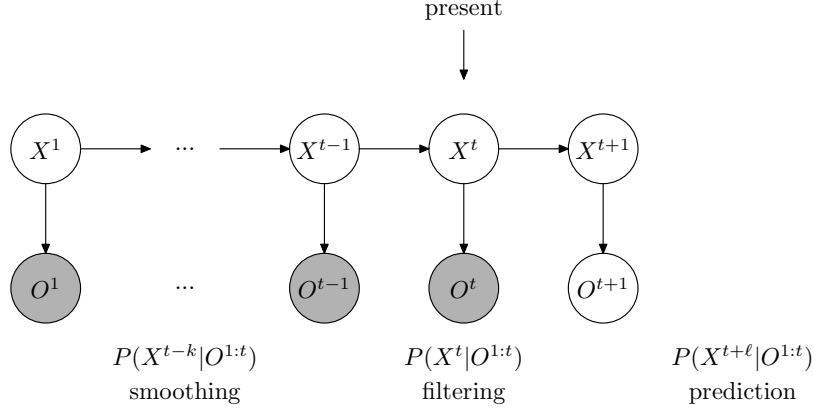 present
X^1 ... X^{t−1} X^t X^{t+1}
O^1 ... O^{t−1} O^t O^{t+1}
P(X^{t−k}|O^{1:t}) P(X^t|O^{1:t}) P(X^{t+ℓ}|O^{1:t})
smoothing filtering prediction